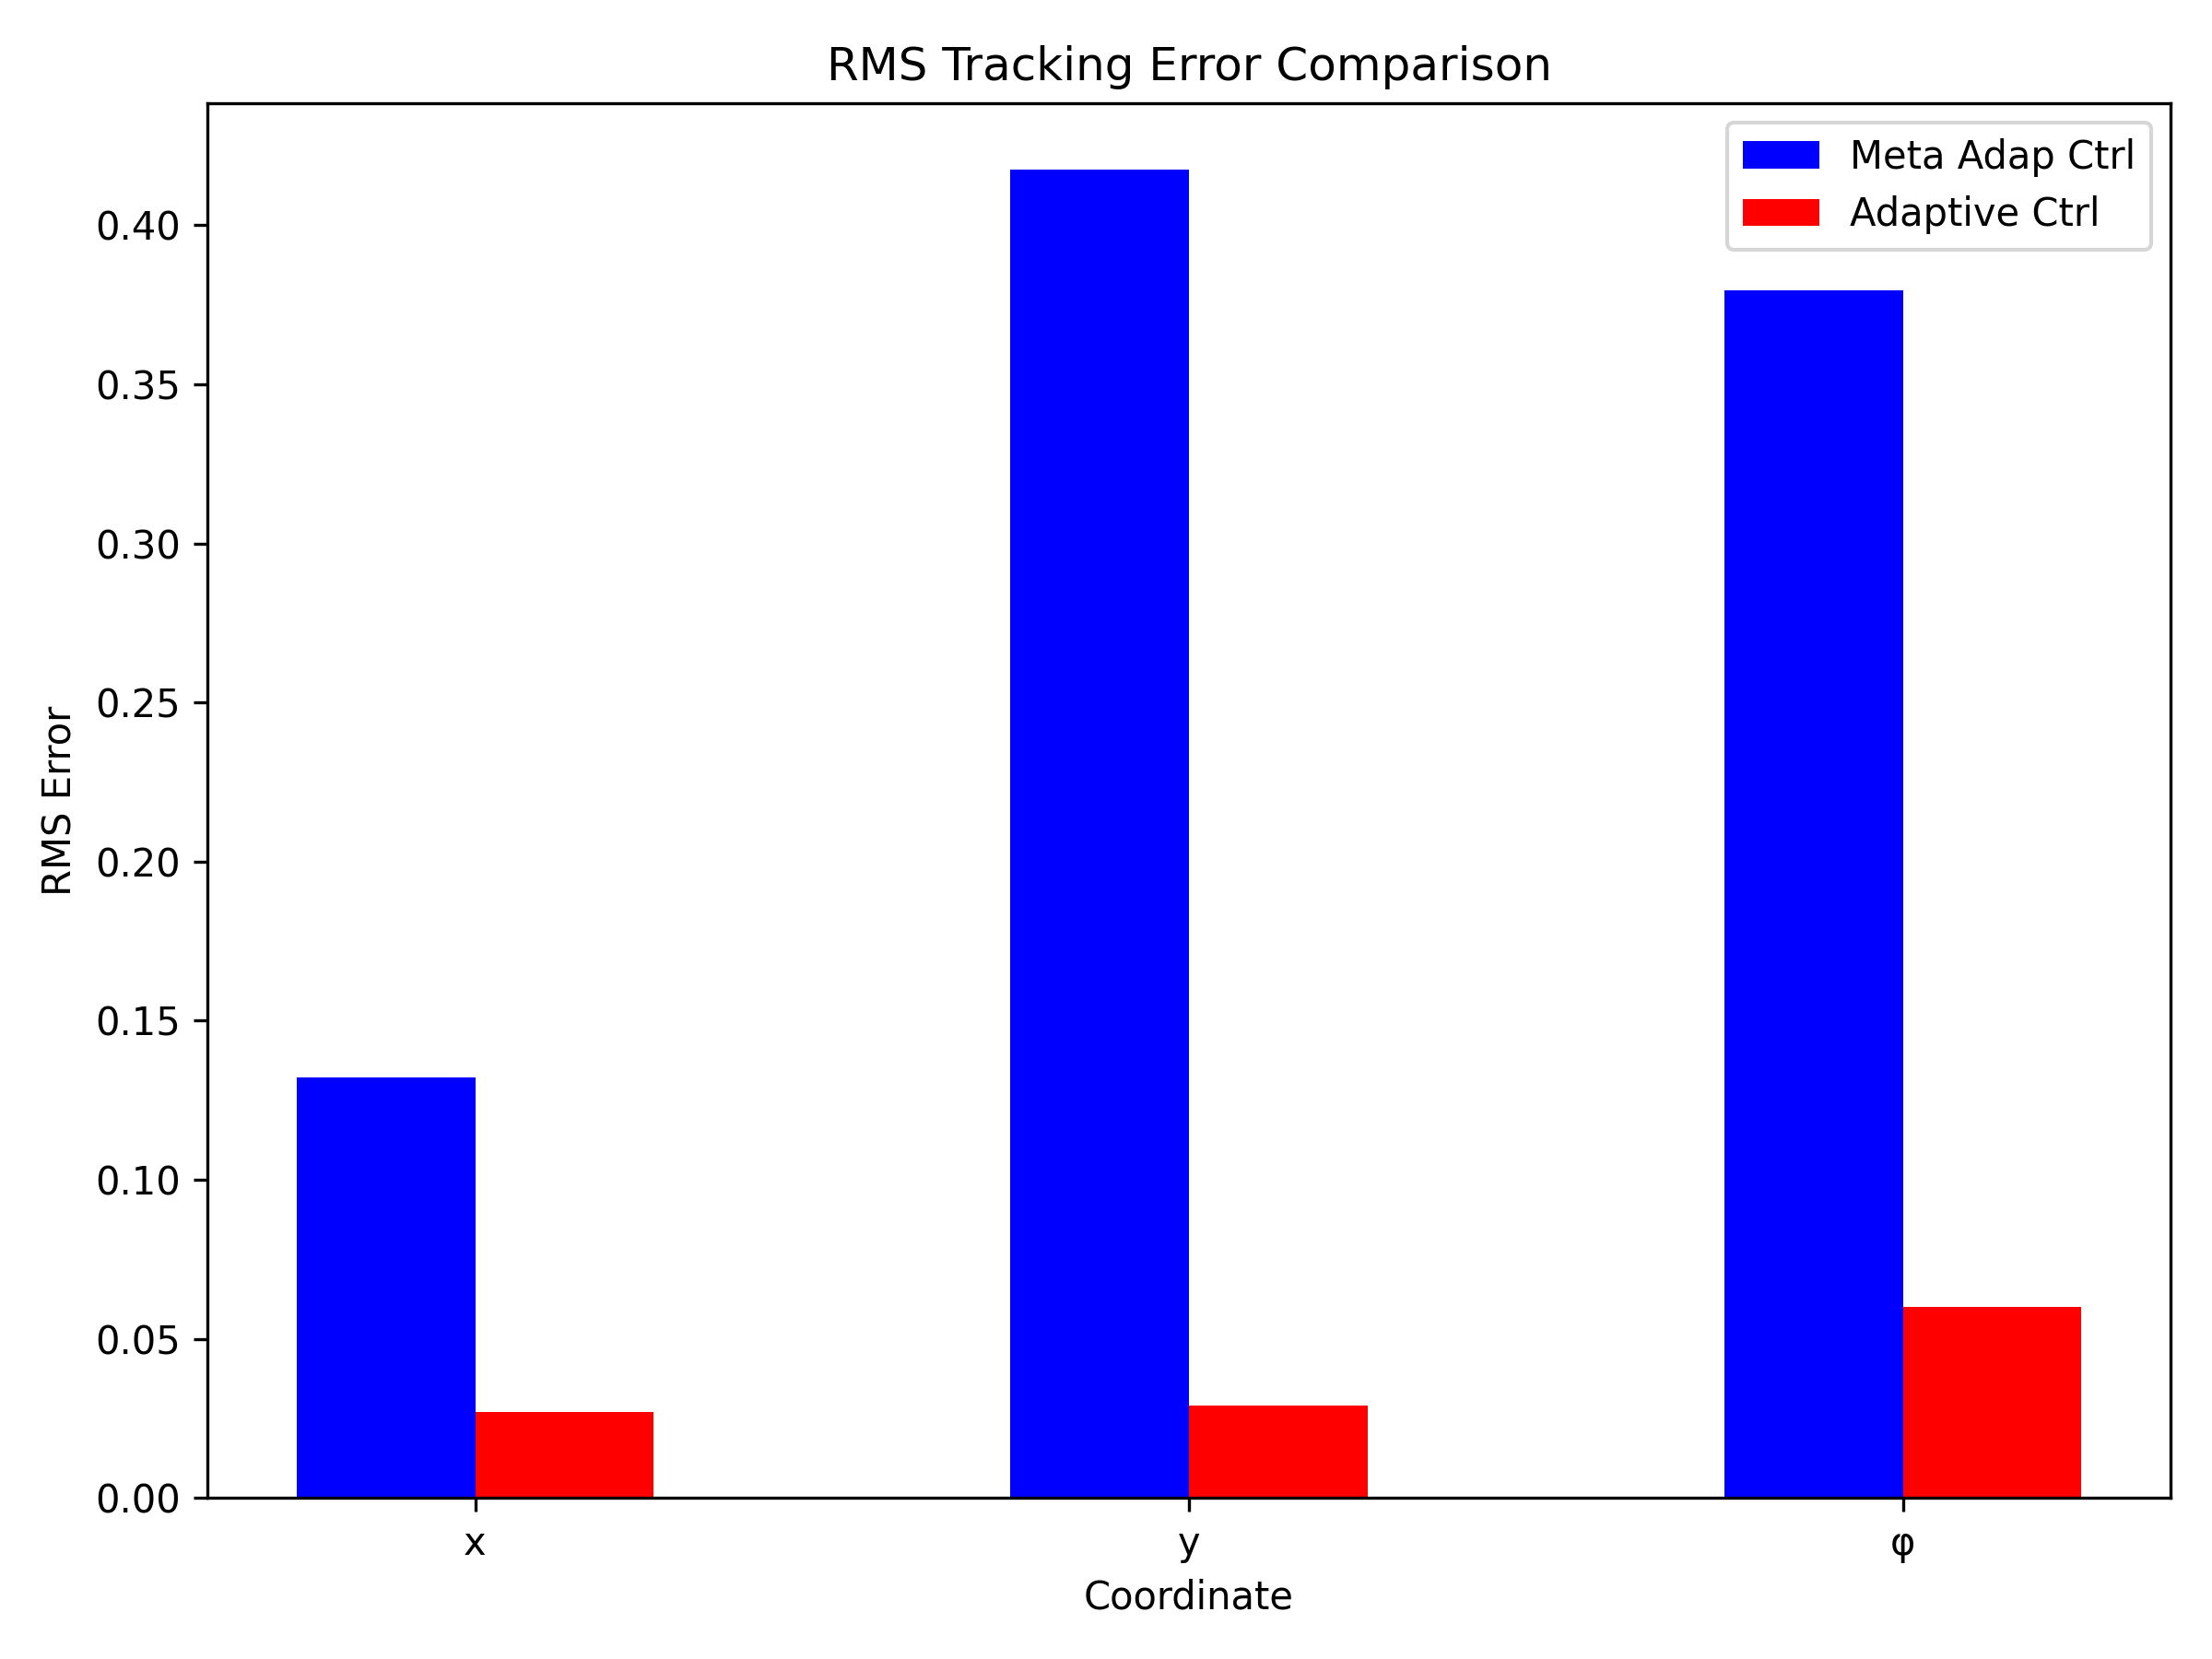 RMS Tracking Error Comparison
Meta Adap Ctrl
Adaptive Ctrl
RMS Error
0.40
0.35
0.30
0.25
0.20
0.15
0.10
0.05
0.00
x y φ
Coordinate